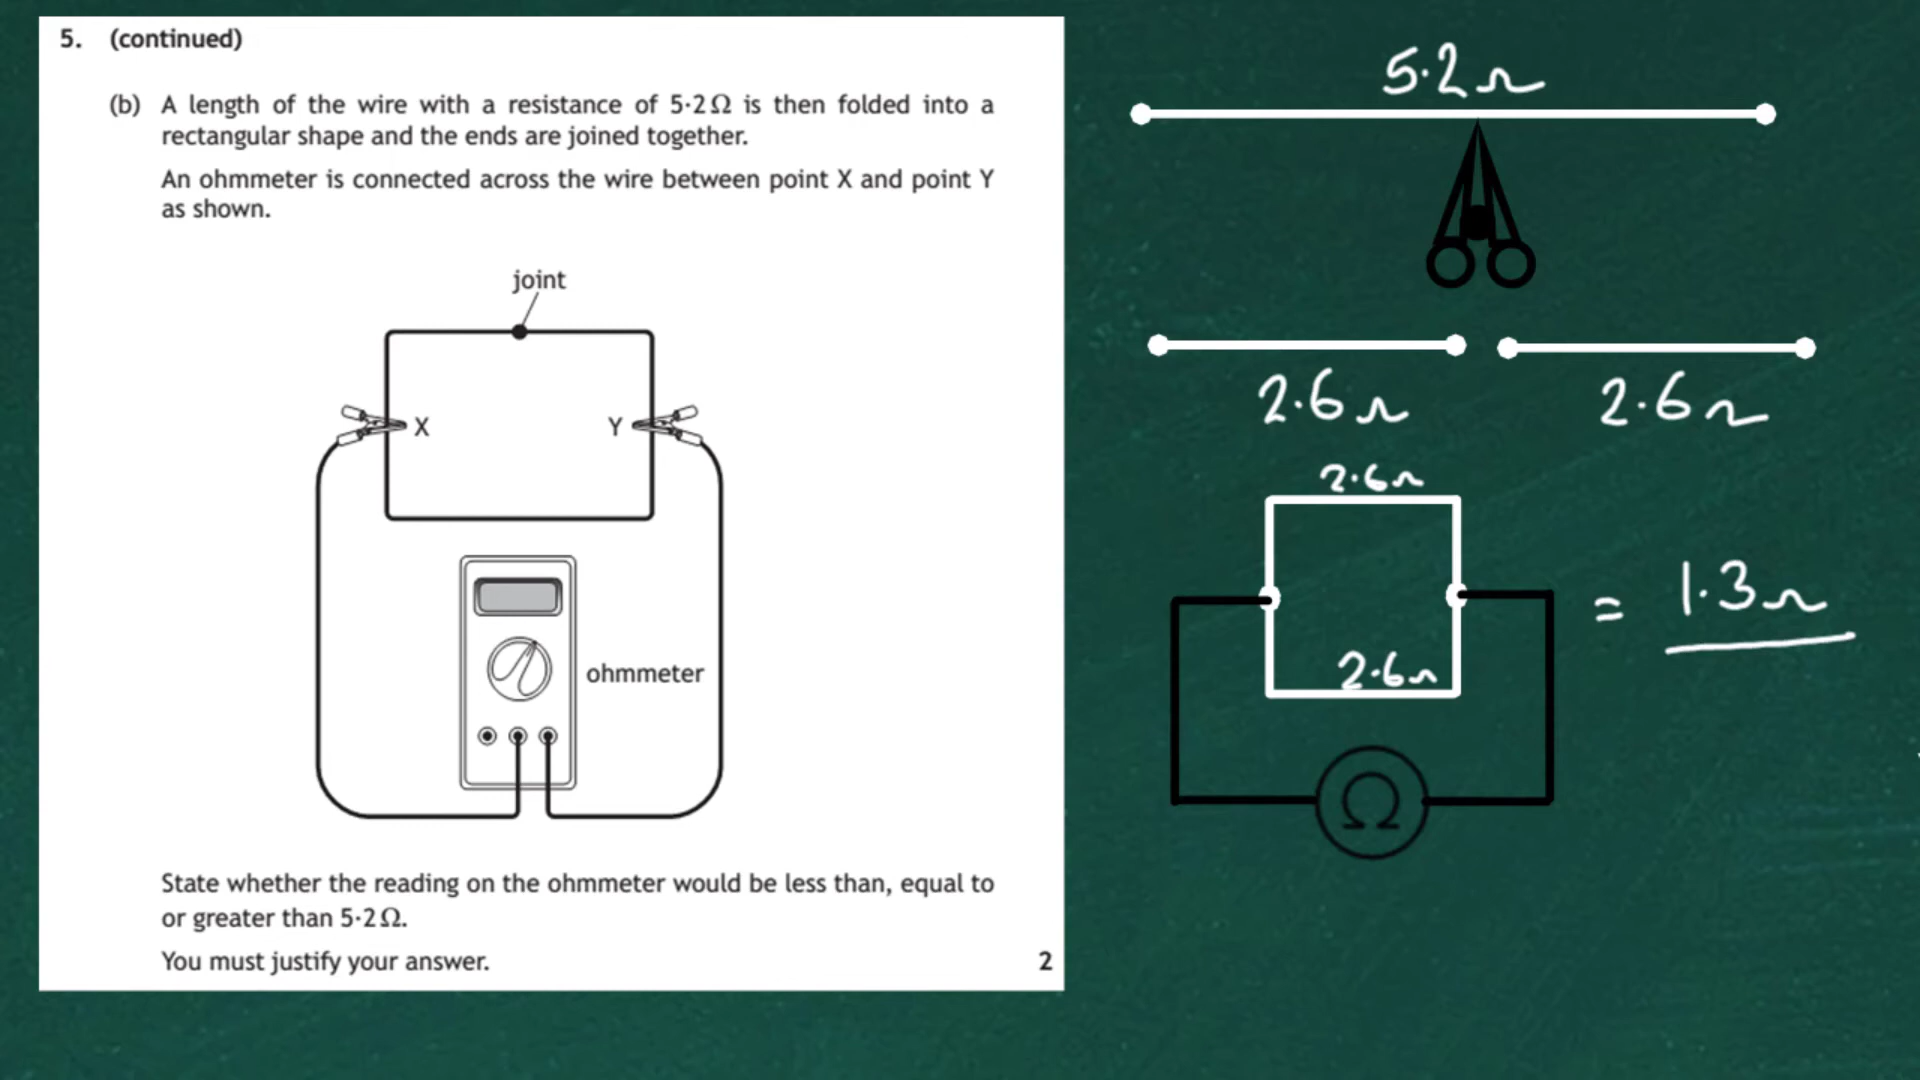 5. (continued)
(b) A length of the wire with a resistance of 5·2 Ω is then folded into a
rectangular shape and the ends are joined together.
An ohmmeter is connected across the wire between point X and point Y
as shown.
joint
X
Y
ohmmeter
State whether the reading on the ohmmeter would be less than, equal to
or greater than 5·2 Ω.
You must justify your answer.
2
5·2Ω
2·6Ω
2·6Ω
2·6Ω
2·6Ω
= 1·3Ω
Ω